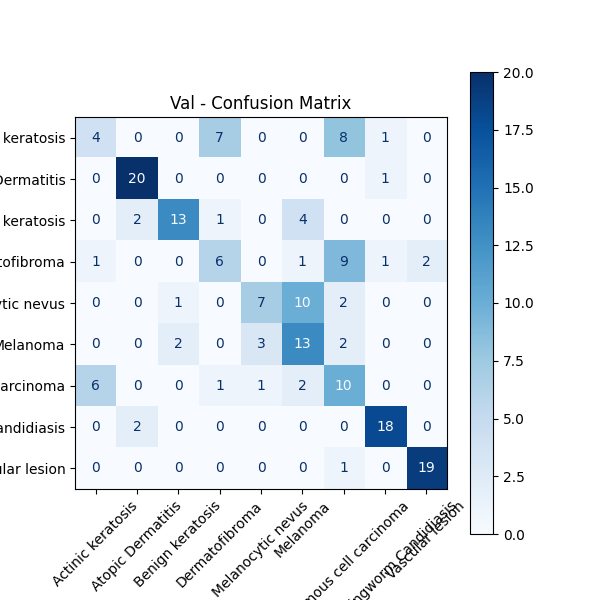 Val - Confusion Matrix
keratosis 4 0 0 7 0 0 8 1 0
Dermatitis 0 20 0 0 0 0 0 1 0
keratosis 0 2 13 1 0 4 0 0 0
tofibroma 1 0 0 6 0 1 9 1 2
ytic nevus 0 0 1 0 7 10 2 0 0
Melanoma 0 0 2 0 3 13 2 0 0
arcinoma 6 0 0 1 1 2 10 0 0
andidiasis 0 2 0 0 0 0 0 18 0
ular lesion 0 0 0 0 0 0 1 0 19
Actinic keratosis
Atopic Dermatitis
Benign keratosis
Dermatofibroma
Melanocytic nevus
Melanoma
mous cell carcinoma
ngworm Candidiasis
Vascular lesion
20.0
17.5
15.0
12.5
10.0
7.5
5.0
2.5
0.0